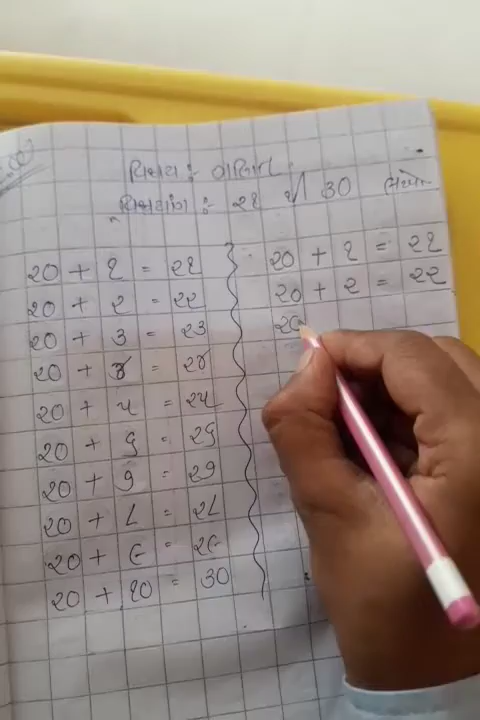 વિષય :- ગણિત
૨૧ થી ૩૦ લખો
૨૦ + ૧ = ૨૧
૨૦ + ૨ = ૨૨
૨૦ + ૩ = ૨૩
૨૦ + ૪ = ૨૪
૨૦ + ૫ = ૨૫
૨૦ + ૬ = ૨૬
૨૦ + ૭ = ૨૭
૨૦ + ૮ = ૨૮
૨૦ + ૯ = ૨૯
૨૦ + ૧૦ = ૩૦
૨૦ + ૧ = ૨૧
૨૦ + ૨ = ૨૨
૨૦